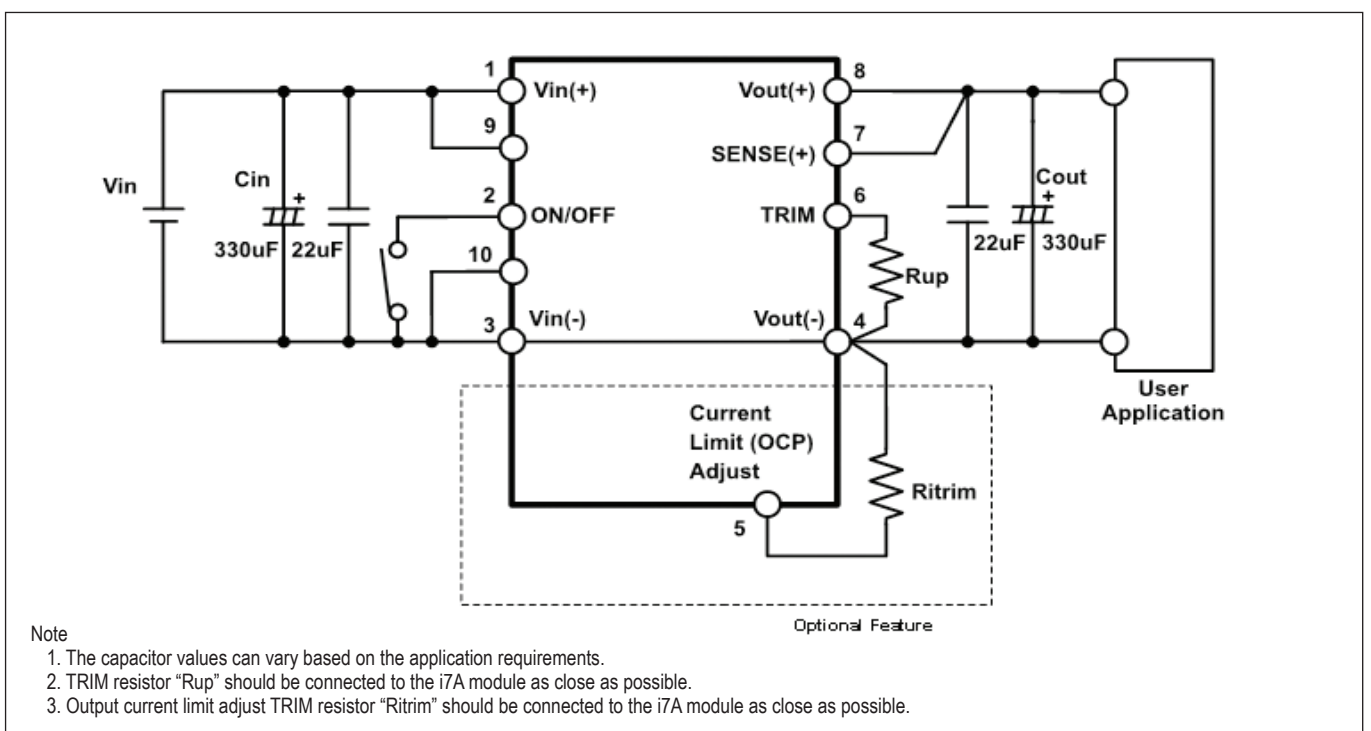 1
Vin(+)
Vout(+)
8
9
7
SENSE(+)
Vin
Cin
+
330uF
22uF
2
ON/OFF
TRIM
6
Cout
+
22uF
330uF
10
Rup
3
Vin(-)
Vout(-)
4
User
Application
Current
Limit (OCP)
Adjust
Ritrim
5
Optional Feature
Note
1. The capacitor values can vary based on the application requirements.
2. TRIM resistor “Rup” should be connected to the i7A module as close as possible.
3. Output current limit adjust TRIM resistor “Ritrim” should be connected to the i7A module as close as possible.